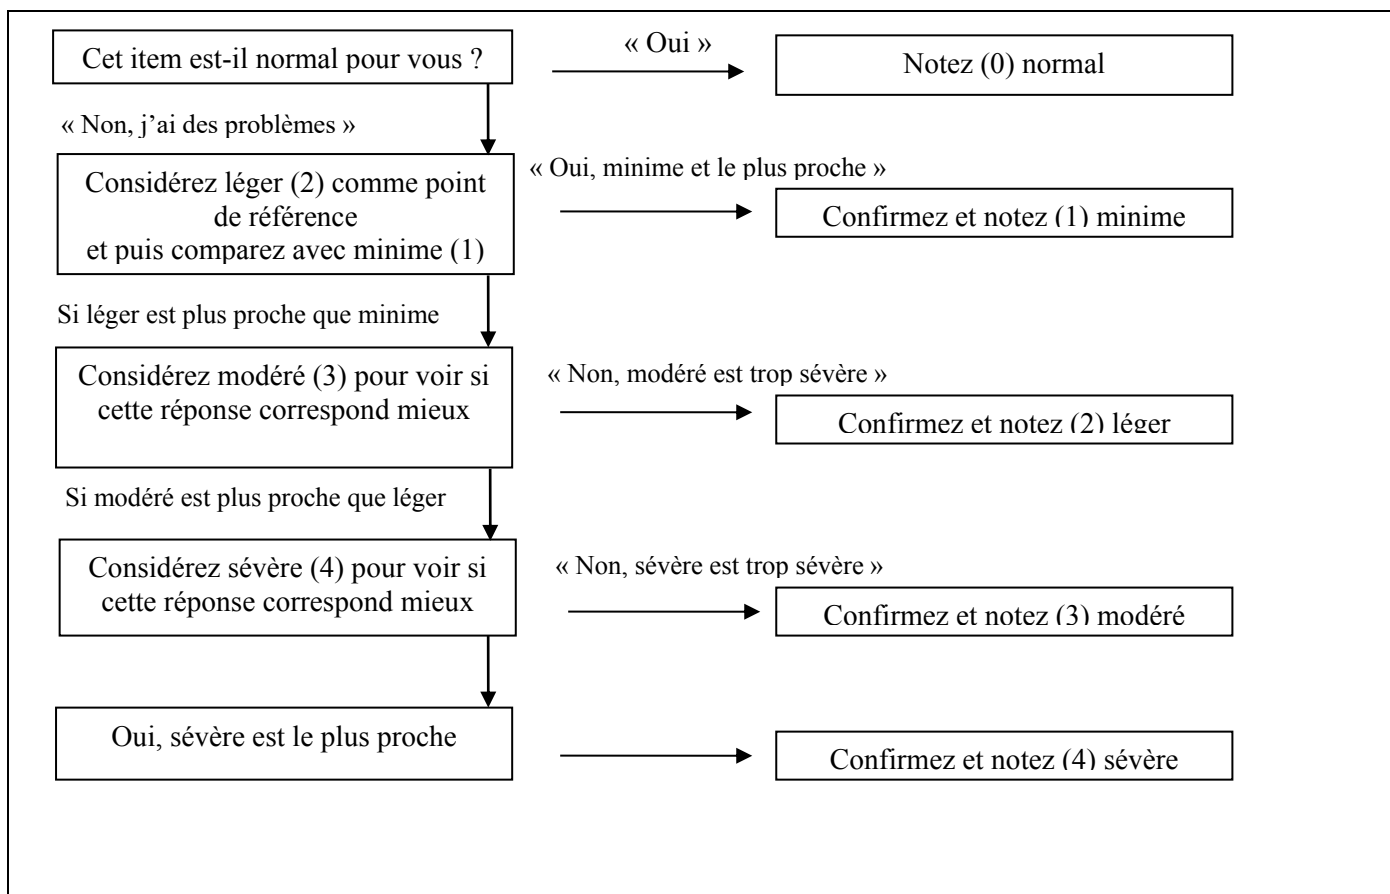 Cet item est-il normal pour vous ?
« Oui »
Notez (0) normal
« Non, j'ai des problèmes »
Considérez léger (2) comme point
de référence
et puis comparez avec minime (1)
« Oui, minime et le plus proche »
Confirmez et notez (1) minime
Si léger est plus proche que minime
Considérez modéré (3) pour voir si
cette réponse correspond mieux
« Non, modéré est trop sévère »
Confirmez et notez (2) léger
Si modéré est plus proche que léger
Considérez sévère (4) pour voir si
cette réponse correspond mieux
« Non, sévère est trop sévère »
Confirmez et notez (3) modéré
Oui, sévère est le plus proche
Confirmez et notez (4) sévère